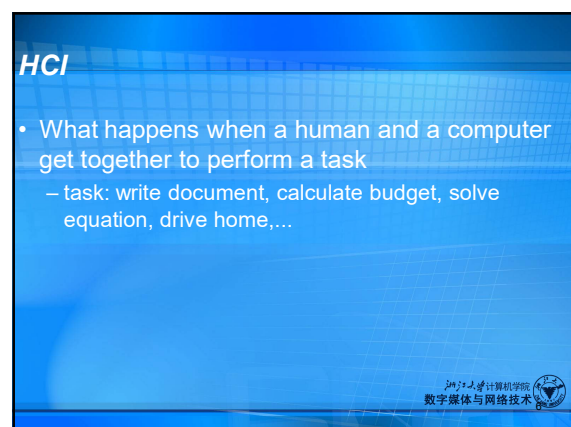 HCI
• What happens when a human and a computer
get together to perform a task
– task: write document, calculate budget, solve
equation, drive home,...
浙江大学计算机学院
数字媒体与网络技术
6